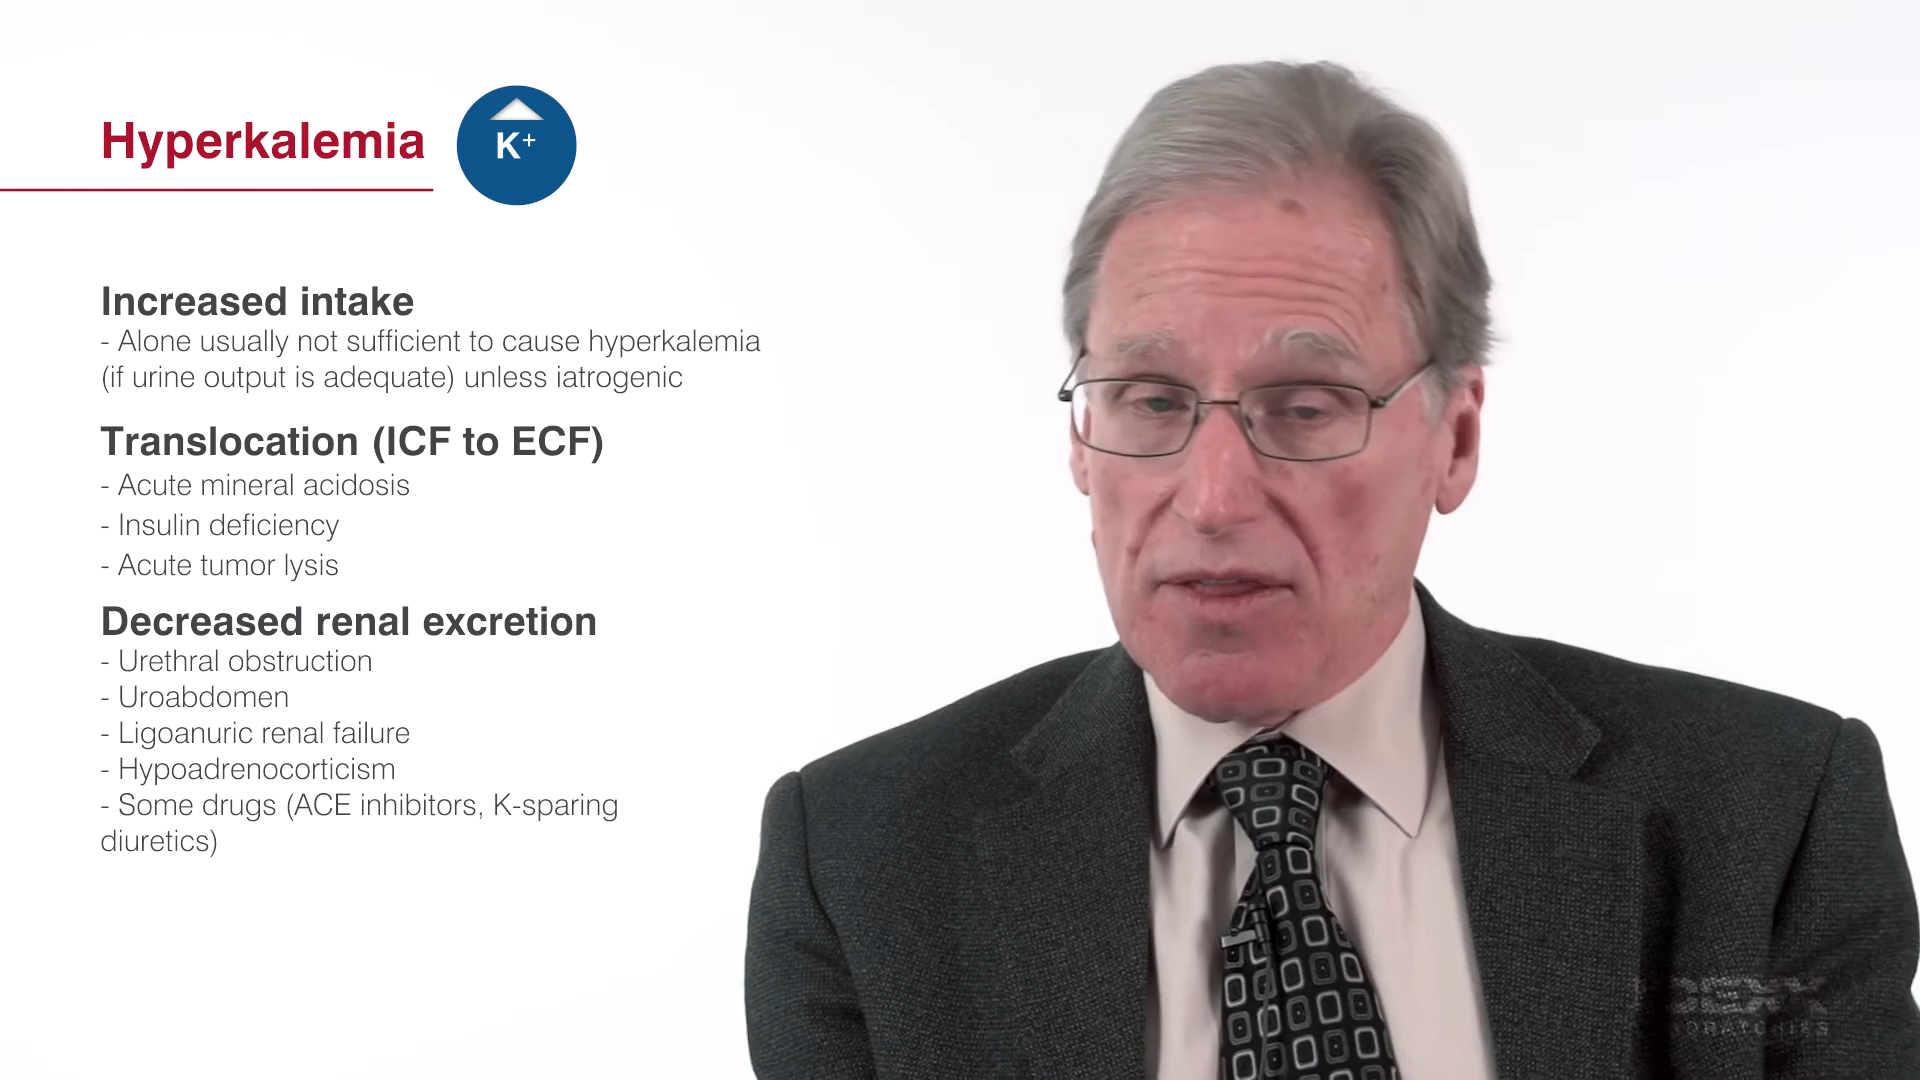 Hyperkalemia
K+
Increased intake
- Alone usually not sufficient to cause hyperkalemia
(if urine output is adequate) unless iatrogenic
Translocation (ICF to ECF)
- Acute mineral acidosis
- Insulin deficiency
- Acute tumor lysis
Decreased renal excretion
- Urethral obstruction
- Uroabdomen
- Ligoanuric renal failure
- Hypoadrenocorticism
- Some drugs (ACE inhibitors, K-sparing
diuretics)